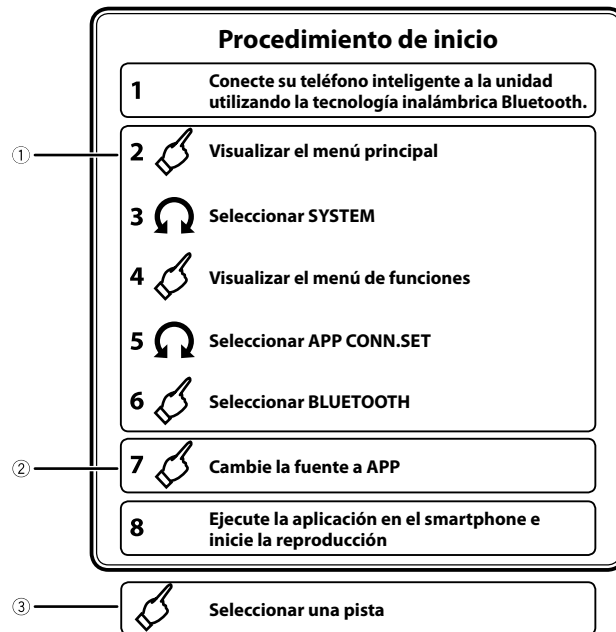 Procedimiento de inicio
1 Conecte su teléfono inteligente a la unidad
utilizando la tecnología inalámbrica Bluetooth.
① 2 Visualizar el menú principal
3 Seleccionar SYSTEM
4 Visualizar el menú de funciones
5 Seleccionar APP CONN.SET
6 Seleccionar BLUETOOTH
② 7 Cambie la fuente a APP
8 Ejecute la aplicación en el smartphone e
inicie la reproducción
③ Seleccionar una pista